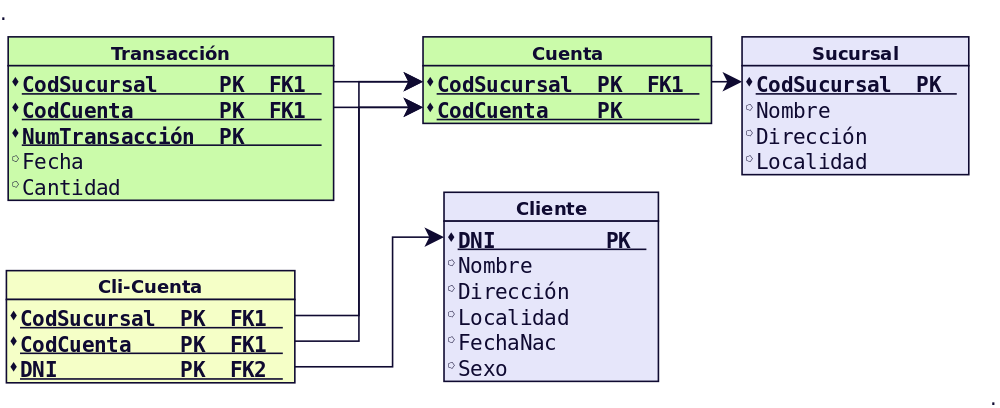 .
Transacción
CodSucursal PK FK1
CodCuenta PK FK1
NumTransacción PK
Fecha
Cantidad
Cuenta
CodSucursal PK FK1
CodCuenta PK
Sucursal
CodSucursal PK
Nombre
Dirección
Localidad
Cliente
DNI PK
Nombre
Dirección
Localidad
FechaNac
Sexo
Cli-Cuenta
CodSucursal PK FK1
CodCuenta PK FK1
DNI PK FK2
.